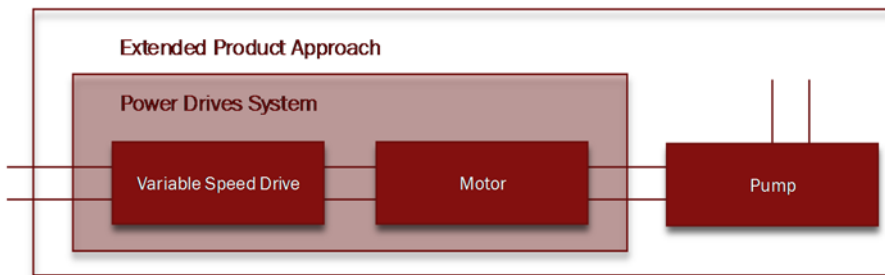 Extended Product Approach
Power Drives System
Variable Speed Drive
Motor
Pump